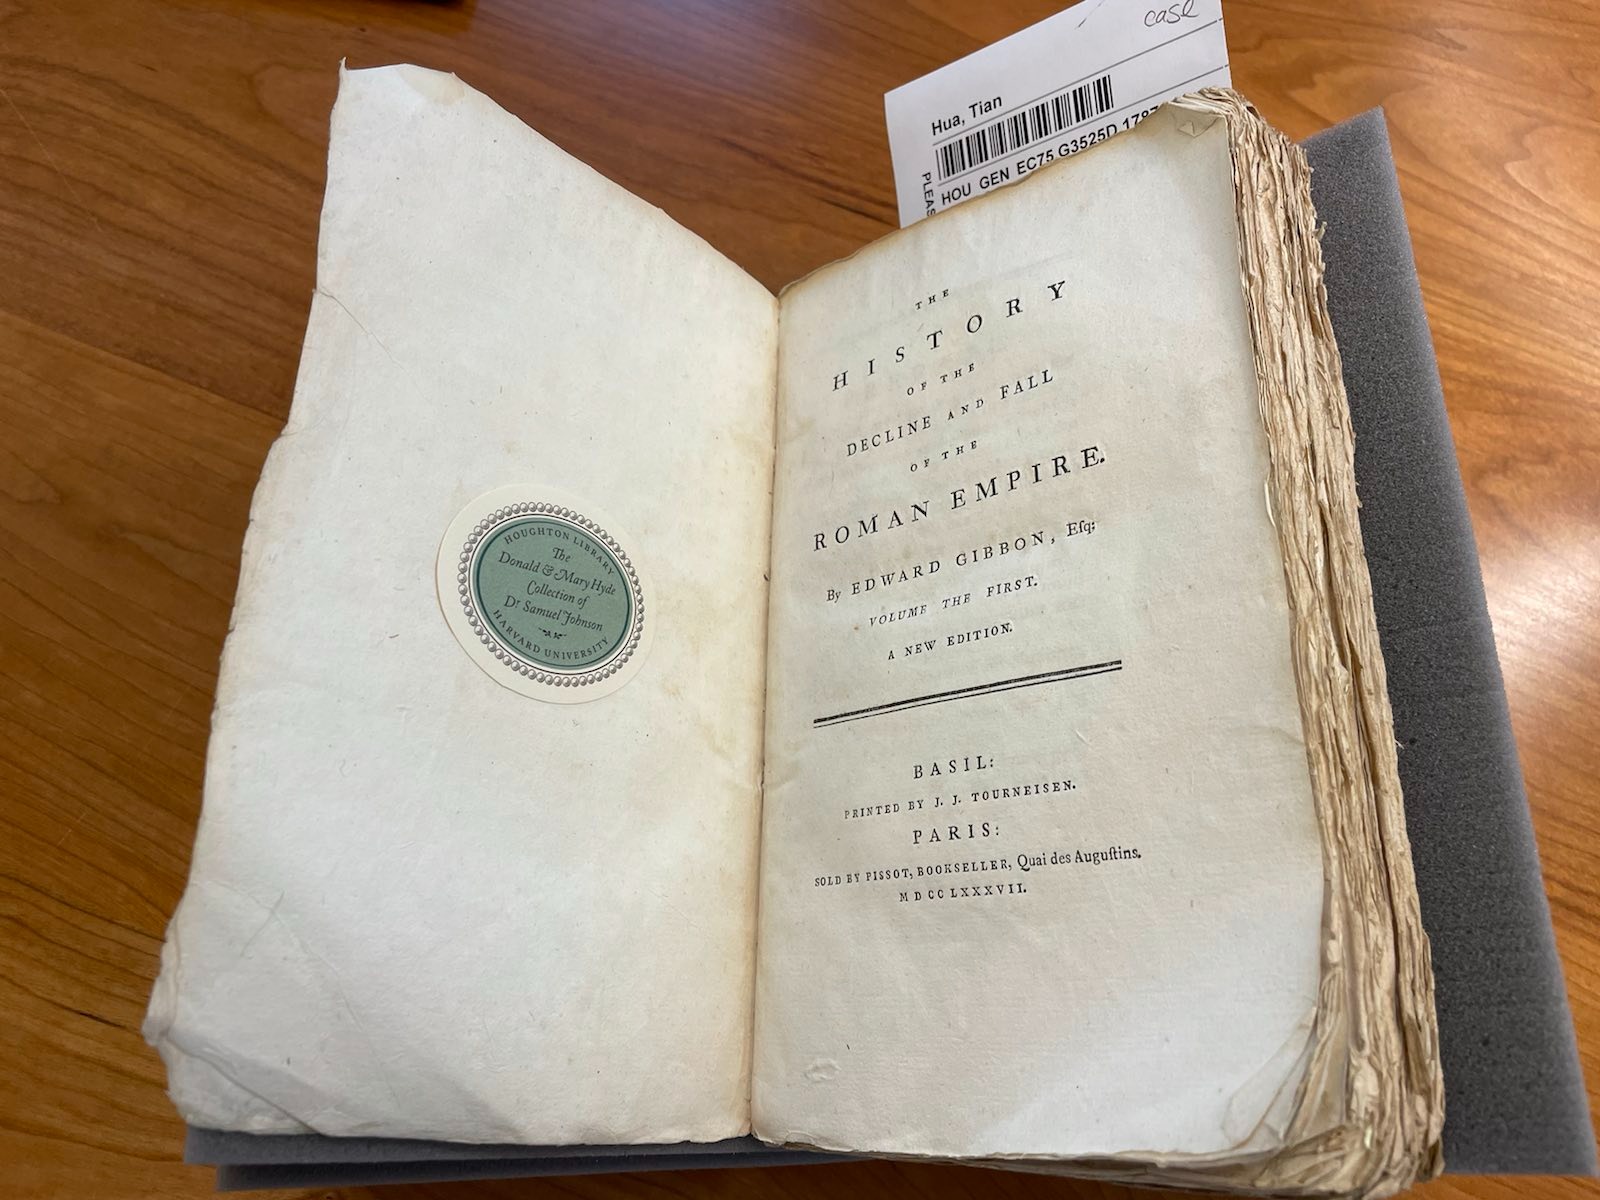 case
Hua, Tian
HOU GEN EC75 G3525D 1787
HOUGHTON LIBRARY
The
Donald & Mary Hyde
Collection of
Dr Samuel Johnson
HARVARD UNIVERSITY
THE
HISTORY
OF THE
DECLINE AND FALL
OF THE
ROMAN EMPIRE.
By EDWARD GIBBON, Eſq;
VOLUME THE FIRST.
A NEW EDITION.
BASIL:
PRINTED BY J. J. TOURNEISEN.
PARIS:
SOLD BY PISSOT, BOOKSELLER, Quai des Auguſtins.
MDCCLXXXVII.